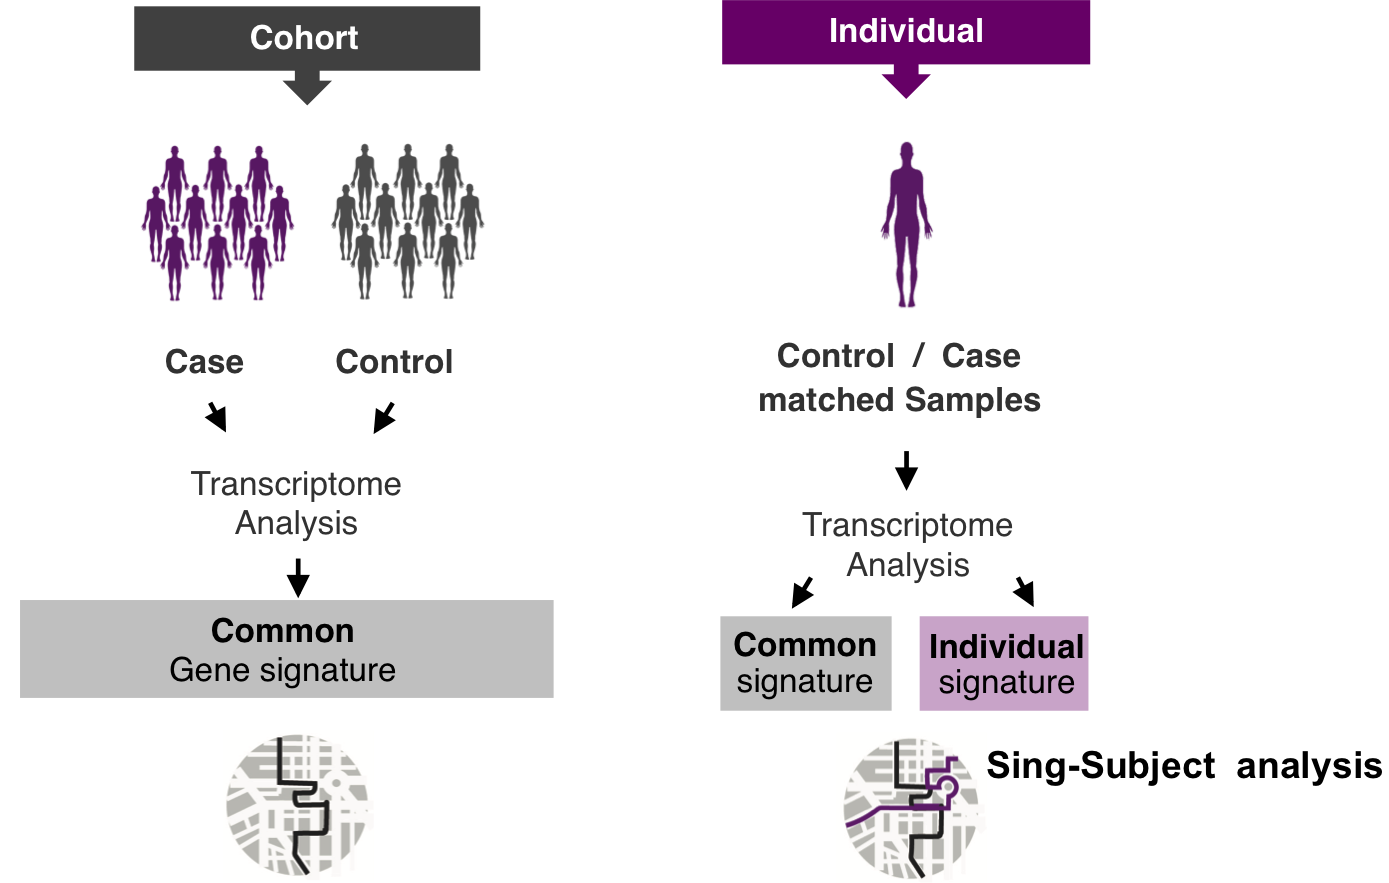 Cohort
Case
Control
Transcriptome
Analysis
Common
Gene signature
Individual
Control / Case
matched Samples
Transcriptome
Analysis
Common
signature
Individual
signature
Sing-Subject analysis